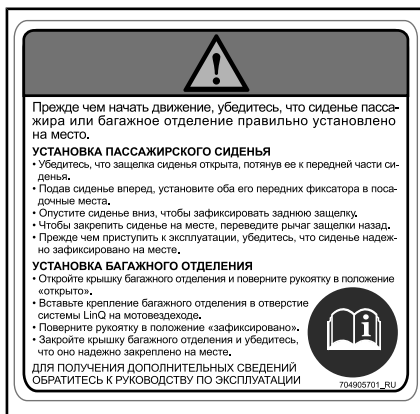 Прежде чем начать движение, убедитесь, что сиденье пасса-
жира или багажное отделение правильно установлено
на место.
УСТАНОВКА ПАССАЖИРСКОГО СИДЕНЬЯ
• Убедитесь, что защелка сиденья открыта, потянув ее к передней части си-
денья.
• Подав сиденье вперед, установите оба его передних фиксатора в поса-
дочные места.
• Опустите сиденье вниз, чтобы зафиксировать заднюю защелку.
• Чтобы закрепить сиденье на месте, переведите рычаг защелки назад.
• Прежде чем приступить к эксплуатации, убедитесь, что сиденье надеж-
но зафиксировано на месте.
УСТАНОВКА БАГАЖНОГО ОТДЕЛЕНИЯ
• Откройте крышку багажного отделения и поверните рукоятку в положение
«открыто».
• Вставьте крепление багажного отделения в отверстие
системы LinQ на мотовездеходе.
• Поверните рукоятку в положение «зафиксировано».
• Закройте крышку багажного отделения и убедитесь,
что оно надежно закреплено на месте.
ДЛЯ ПОЛУЧЕНИЯ ДОПОЛНИТЕЛЬНЫХ СВЕДЕНИЙ
ОБРАТИТЕСЬ К РУКОВОДСТВУ ПО ЭКСПЛУАТАЦИИ
704905701_RU